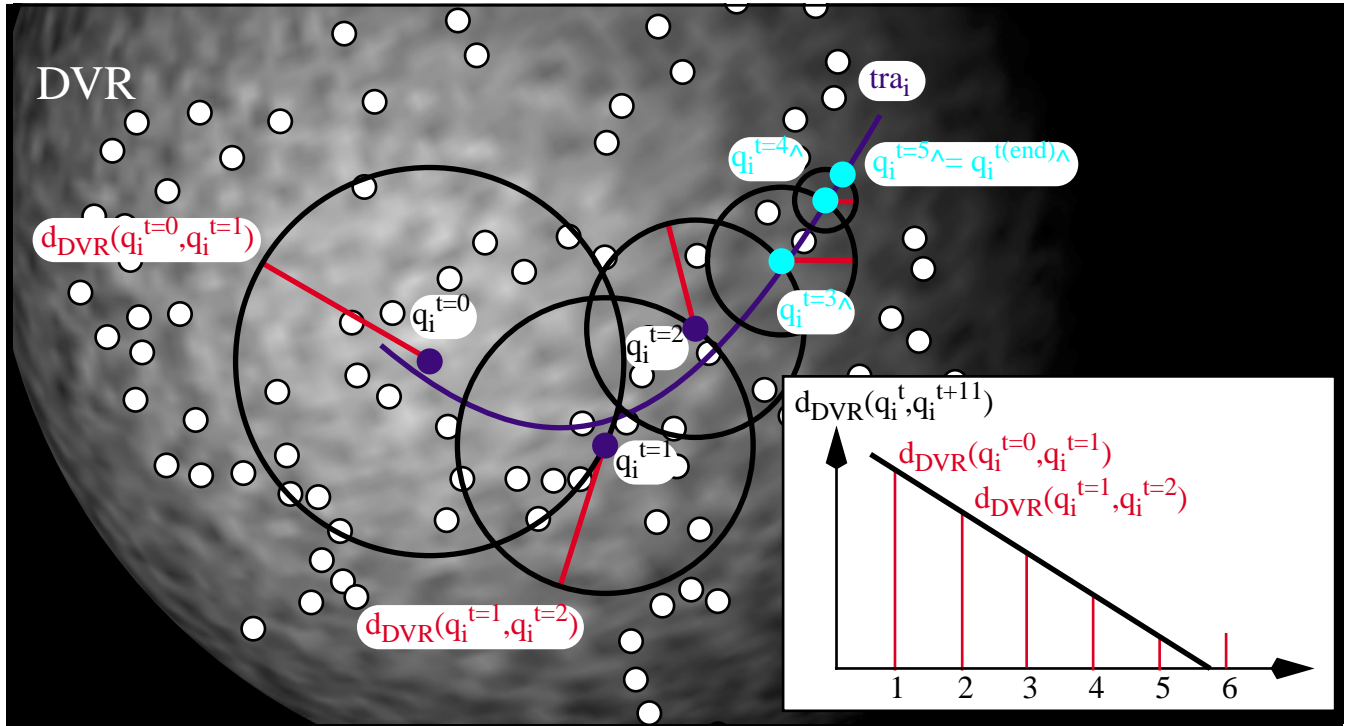 DVR
tra_i
q_i^t=4^
q_i^t=5^= q_i^t(end)^
d_DVR(q_i^t=0,q_i^t=1)
q_i^t=0
q_i^t=3^
q_i^t=2
q_i^t=1
d_DVR(q_i^t=1,q_i^t=2)
d_DVR(q_i^t,q_i^t+11)
d_DVR(q_i^t=0,q_i^t=1)
d_DVR(q_i^t=1,q_i^t=2)
1 2 3 4 5 6